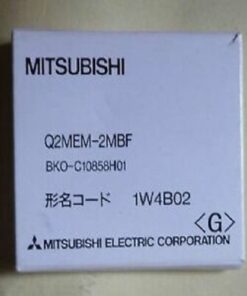 MITSUBISHI
Q2MEM-2MBF
BKO-C10858H01
形名コード 1W4B02
<G>
MITSUBISHI ELECTRIC CORPORATION